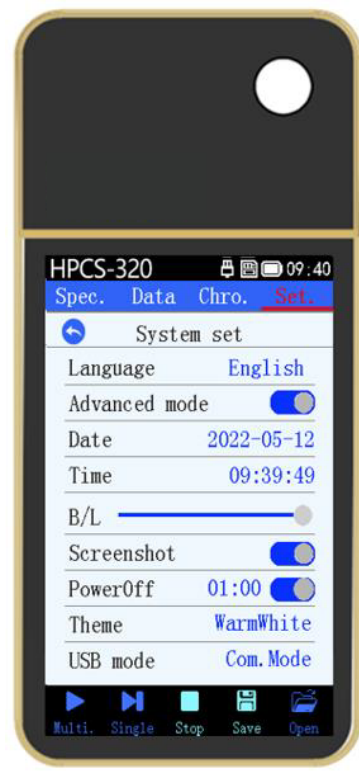 HPCS-320 09:40
Spec. Data Chro. Set.
System set
Language English
Advanced mode
Date 2022-05-12
Time 09:39:49
B/L
Screenshot
PowerOff 01:00
Theme WarmWhite
USB mode Com.Mode
Multi. Single Stop Save Open